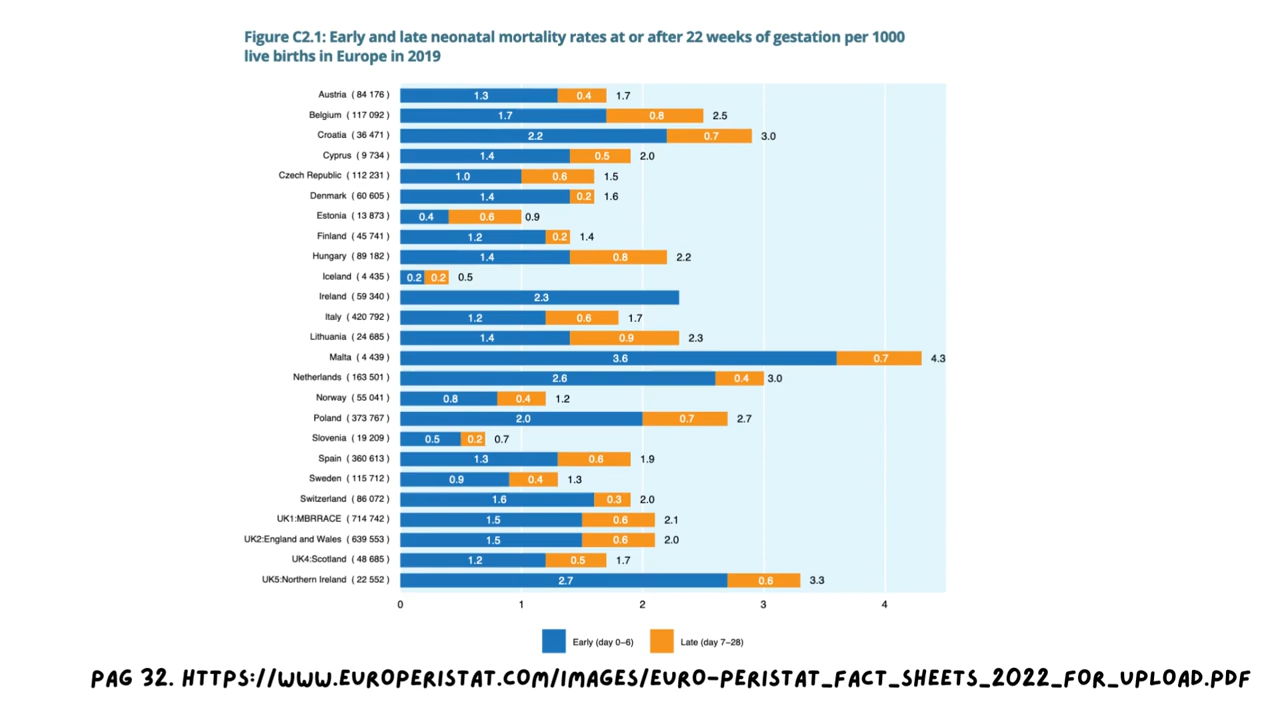 Figure C2.1: Early and late neonatal mortality rates at or after 22 weeks of gestation per 1000
live births in Europe in 2019
Austria ( 84 176 ) 1.3 0.4 1.7
Belgium ( 117 092 ) 1.7 0.8 2.5
Croatia ( 36 471 ) 2.2 0.7 3.0
Cyprus ( 9 734 ) 1.4 0.5 2.0
Czech Republic ( 112 231 ) 1.0 0.6 1.5
Denmark ( 60 605 ) 1.4 0.2 1.6
Estonia ( 13 873 ) 0.4 0.6 0.9
Finland ( 45 741 ) 1.2 0.2 1.4
Hungary ( 89 182 ) 1.4 0.8 2.2
Iceland ( 4 435 ) 0.2 0.2 0.5
Ireland ( 59 340 ) 2.3
Italy ( 420 792 ) 1.2 0.6 1.7
Lithuania ( 24 685 ) 1.4 0.9 2.3
Malta ( 4 439 ) 3.6 0.7 4.3
Netherlands ( 163 501 ) 2.6 0.4 3.0
Norway ( 55 041 ) 0.8 0.4 1.2
Poland ( 373 767 ) 2.0 0.7 2.7
Slovenia ( 19 209 ) 0.5 0.2 0.7
Spain ( 360 613 ) 1.3 0.6 1.9
Sweden ( 115 712 ) 0.9 0.4 1.3
Switzerland ( 86 072 ) 1.6 0.3 2.0
UK1:MBRRACE ( 714 742 ) 1.5 0.6 2.1
UK2:England and Wales ( 639 553 ) 1.5 0.6 2.0
UK4:Scotland ( 48 685 ) 1.2 0.5 1.7
UK5:Northern Ireland ( 22 552 ) 2.7 0.6 3.3
0 1 2 3 4
Early (day 0–6) Late (day 7–28)
PAG 32. HTTPS://WWW.EUROPERISTAT.COM/IMAGES/EURO-PERISTAT_FACT_SHEETS_2022_FOR_UPLOAD.PDF